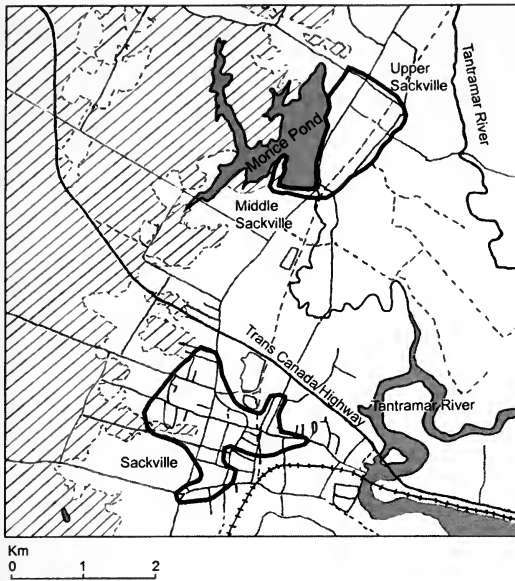 Upper
Sackville
Tantramar River
Morice Pond
Middle
Sackville
Trans Canada Highway
Tantramar River
Sackville
Km
0 1 2